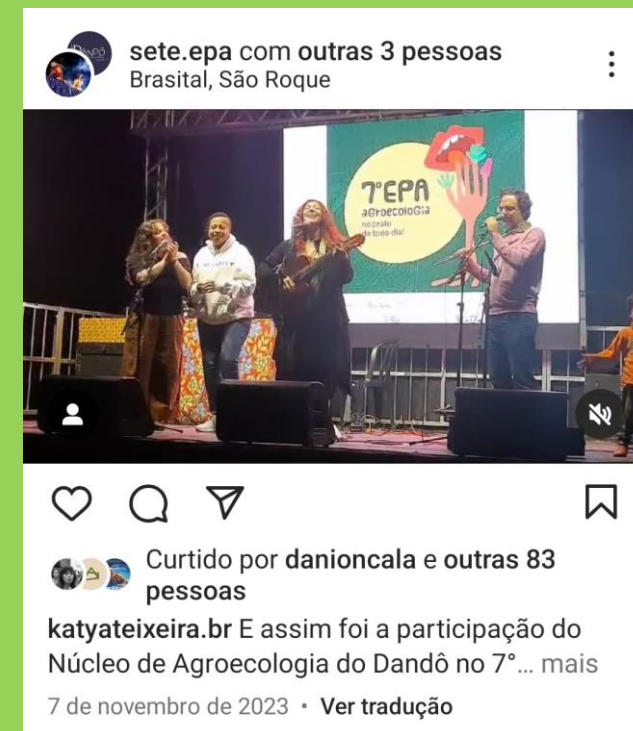 DANDÔ
sete.epa com outras 3 pessoas
Brasital, São Roque
7º EPA
aGroecoloGia
no prato
de todo dia!
Curtido por danioncala e outras 83
pessoas
katyateixeira.br E assim foi a participação do
Núcleo de Agroecologia do Dandô no 7°... mais
7 de novembro de 2023 • Ver tradução